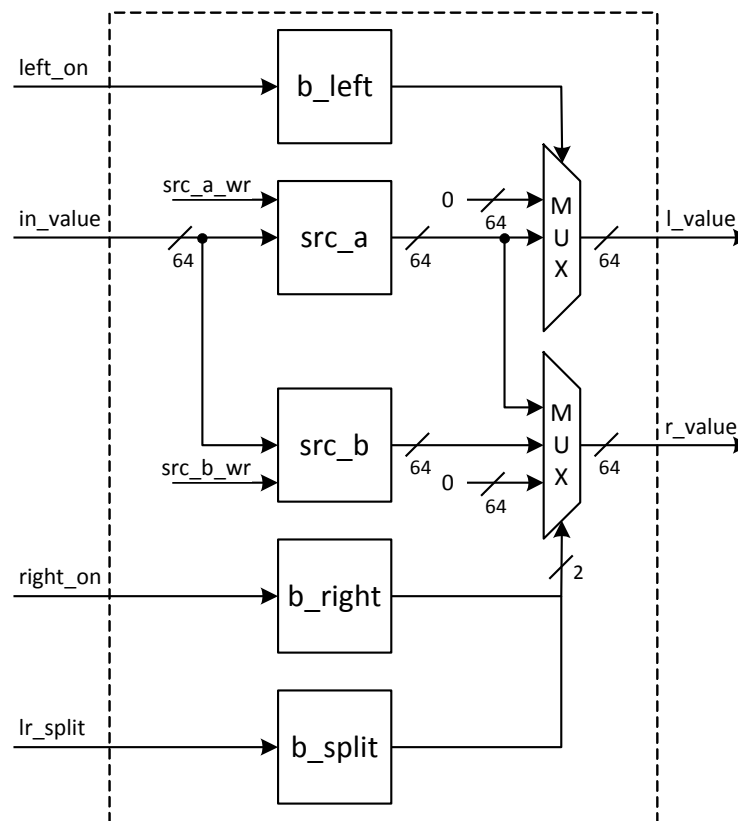 left_on
b_left
src_a_wr
0
64
M
U
X
in_value
64
src_a
64
64
l_value
src_b
src_b_wr
64
0
64
M
U
X
64
r_value
2
right_on
b_right
lr_split
b_split